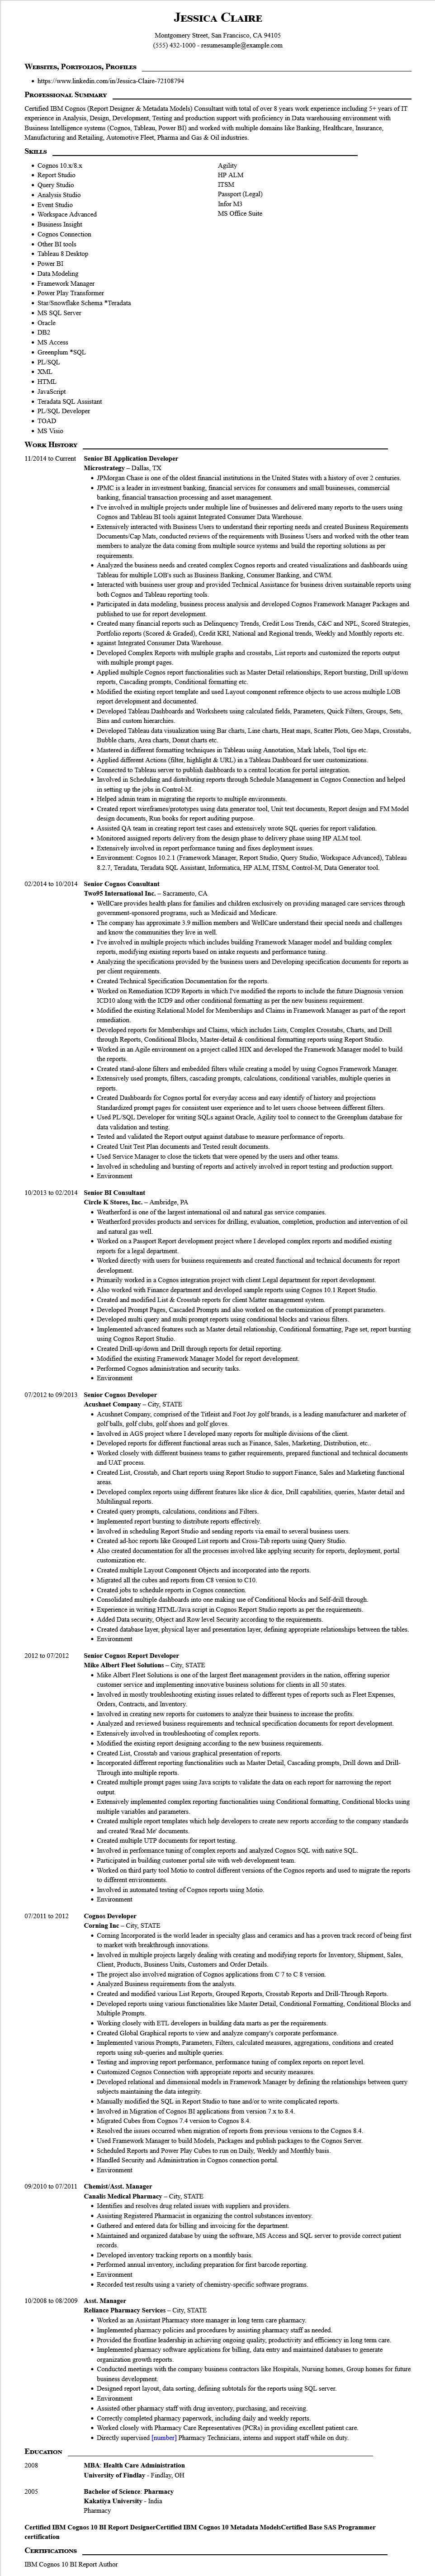 Jessica Claire
Montgomery Street, San Francisco, CA 94105
(555) 432-1000 - resumesample@example.com
Websites, Portfolios, Profiles
• https://www.linkedin.com/in/Jessica-Claire-72108794
Professional Summary
Certified IBM Cognos (Report Designer & Metadata Models) Consultant with total of over 8 years work experience including 5+ years of IT
experience in Analysis, Design, Development, Testing and production support with proficiency in Data warehousing environment with
Business Intelligence systems (Cognos, Tableau, Power BI) and worked with multiple domains like Banking, Healthcare, Insurance,
Manufacturing and Retailing, Automotive Fleet, Pharma and Gas & Oil industries.
Skills
• Cognos 10.x/8.x
• Report Studio
• Query Studio
• Analysis Studio
• Event Studio
• Workspace Advanced
• Business Insight
• Cognos Connection
• Other BI tools
• Tableau 8 Desktop
• Power BI
• Data Modeling
• Framework Manager
• Power Play Transformer
• Star/Snowflake Schema *Teradata
• MS SQL Server
• Oracle
• DB2
• MS Access
• Greenplum *SQL
• PL/SQL
• XML
• HTML
• JavaScript
• Teradata SQL Assistant
• PL/SQL Developer
• TOAD
• MS Visio
Agility
HP ALM
ITSM
Passport (Legal)
Infor M3
MS Office Suite
Work History
11/2014 to Current Senior BI Application Developer
Microstrategy – Dallas, TX
• JPMorgan Chase is one of the oldest financial institutions in the United States with a history of over 2 centuries.
• JPMC is a leader in investment banking, financial services for consumers and small businesses, commercial
banking, financial transaction processing and asset management.
• I've involved in multiple projects under multiple line of businesses and delivered many reports to the users using
Cognos and Tableau BI tools against Integrated Consumer Data Warehouse.
• Extensively interacted with Business Users to understand their reporting needs and created Business Requirements
Documents/Cap Mats, conducted reviews of the requirements with Business Users and worked with the other team
members to analyze the data coming from multiple source systems and build the reporting solutions as per
requirements.
• Analyzed the business needs and created complex Cognos reports and created visualizations and dashboards using
Tableau for multiple LOB's such as Business Banking, Consumer Banking, and CWM.
• Interacted with business user group and provided Technical Assistance for business driven sustainable reports using
both Cognos and Tableau reporting tools.
• Participated in data modeling, business process analysis and developed Cognos Framework Manager Packages and
published to use for report development.
• Created many financial reports such as Delinquency Trends, Credit Loss Trends, C&C and NPL, Scored Strategies,
Portfolio reports (Scored & Graded), Credit KRI, National and Regional trends, Weekly and Monthly reports etc.
• against Integrated Consumer Data Warehouse.
• Developed Complex Reports with multiple graphs and crosstabs, List reports and customized the reports output
with multiple prompt pages.
• Applied multiple Cognos report functionalities such as Master Detail relationships, Report bursting, Drill up/down
reports, Cascading prompts, Conditional formatting etc.
• Modified the existing report template and used Layout component reference objects to use across multiple LOB
report development and documented.
• Developed Tableau Dashboards and Worksheets using calculated fields, Parameters, Quick Filters, Groups, Sets,
Bins and custom hierarchies.
• Developed Tableau data visualization using Bar charts, Line charts, Heat maps, Scatter Plots, Geo Maps, Crosstabs,
Bubble charts, Area charts, Donut charts etc.
• Mastered in different formatting techniques in Tableau using Annotation, Mark labels, Tool tips etc.
• Applied different Actions (filter, highlight & URL) in a Tableau Dashboard for user customizations.
• Connected to Tableau server to publish dashboards to a central location for portal integration.
• Involved in Scheduling and distributing reports through Schedule Management in Cognos Connection and helped
in setting up the jobs in Control-M.
• Helped admin team in migrating the reports to multiple environments.
• Created report wireframes/prototypes using data generator tool, Unit test documents, Report design and FM Model
design documents, Run books for report auditing purpose.
• Assisted QA team in creating report test cases and extensively wrote SQL queries for report validation.
• Monitored assigned reports delivery from the design phase to delivery phase using HP ALM tool.
• Extensively involved in report performance tuning and fixes deployment issues.
• Environment: Cognos 10.2.1 (Framework Manager, Report Studio, Query Studio, Workspace Advanced), Tableau
8.2.7, Teradata, Teradata SQL Assistant, Informatica, HP ALM, ITSM, Control-M, Data Generator tool.
02/2014 to 10/2014 Senior Cognos Consultant
Two95 International Inc. – Sacramento, CA
• WellCare provides health plans for families and children exclusively on providing managed care services through
government-sponsored programs, such as Medicaid and Medicare.
• The company has approximate 3.9 million members and WellCare understand their special needs and challenges
and know the communities they live in well.
• I've involved in multiple projects which includes building Framework Manager model and building complex
reports, modifying existing reports based on intake requests and performance tuning.
• Analyzing the specifications provided by the business users and Developing specification documents for reports as
per client requirements.
• Created Technical Specification Documentation for the reports.
• Worked on Remediation ICD9 Reports in which I've modified the reports to include the future Diagnosis version
ICD10 along with the ICD9 and other conditional formatting as per the new business requirement.
• Modified the existing Relational Model for Memberships and Claims in Framework Manager as part of the report
remediation.
• Developed reports for Memberships and Claims, which includes Lists, Complex Crosstabs, Charts, and Drill
through Reports, Conditional Blocks, Master-detail & conditional formatting reports using Report Studio.
• Worked in an Agile environment on a project called HIX and developed the Framework Manager model to build
the reports.
• Created stand-alone filters and embedded filters while creating a model by using Cognos Framework Manager.
• Extensively used prompts, filters, cascading prompts, calculations, conditional variables, multiple queries in
reports.
• Created Dashboards for Cognos portal for everyday access and easy identify of history and projections
Standardized prompt pages for consistent user experience and to let users choose between different filters.
• Used PL/SQL Developer for writing SQLs against Oracle, Agility tool to connect to the Greenplum database for
data validation and testing.
• Tested and validated the Report output against database to measure performance of reports.
• Created Unit Test Plan documents and Tested result documents.
• Used Service Manager to close the tickets that were opened by the users and other teams.
• Involved in scheduling and bursting of reports and actively involved in report testing and production support.
• Environment
10/2013 to 02/2014 Senior BI Consultant
Circle K Stores, Inc. – Ambridge, PA
• Weatherford is one of the largest international oil and natural gas service companies.
• Weatherford provides products and services for drilling, evaluation, completion, production and intervention of oil
and natural gas well.
• Worked on a Passport Report development project where I developed complex reports and modified existing
reports for a legal department.
• Worked directly with users for business requirements and created functional and technical documents for report
development.
• Primarily worked in a Cognos integration project with client Legal department for report development.
• Also worked with Finance department and developed sample reports using Cognos 10.1 Report Studio.
• Created and modified List & Crosstab reports for client Matter management system.
• Developed Prompt Pages, Cascaded Prompts and also worked on the customization of prompt parameters.
• Developed multi query and multi prompt reports using conditional blocks and various filters.
• Implemented advanced features such as Master detail relationship, Conditional formatting, Page set, report bursting
using Cognos Report Studio.
• Created Drill-up/down and Drill through reports for detail reporting.
• Modified the existing Framework Manager Model for report development.
• Performed Cognos administration and security tasks.
• Environment
07/2012 to 09/2013 Senior Cognos Developer
Acushnet Company – City, STATE
• Acushnet Company, comprised of the Titleist and Foot Joy golf brands, is a leading manufacturer and marketer of
golf balls, golf clubs, golf shoes and golf gloves.
• Involved in AGS project where I developed many reports for multiple divisions of the client.
• Developed reports for different functional areas such as Finance, Sales, Marketing, Distribution, etc..
• Worked closely with different business teams to gather requirements, prepared functional and technical documents
and UAT process.
• Created List, Crosstab, and Chart reports using Report Studio to support Finance, Sales and Marketing functional
areas.
• Developed complex reports using different features like slice & dice, Drill capabilities, queries, Master detail and
Multilingual reports.
• Created query prompts, calculations, conditions and Filters.
• Implemented report bursting to distribute reports effectively.
• Involved in scheduling Report Studio and sending reports via email to several business users.
• Created ad-hoc reports like Grouped List reports and Cross-Tab reports using Query Studio.
• Also created documentation for all the processes involved like applying security for reports, deployment, portal
customization etc.
• Created multiple Layout Component Objects and incorporated into the reports.
• Migrated all the cubes and reports from C8 version to C10.
• Created jobs to schedule reports in Cognos connection.
• Consolidated multiple dashboards into one making use of Conditional blocks and Self-drill through.
• Experience in writing HTML/Java script in Cognos Report Studio reports as per the requirements.
• Added Data security, Object and Row level Security according to the requirements.
• Created database layer, physical layer and presentation layer, defining appropriate relationships between the tables.
• Environment
2012 to 07/2012 Senior Cognos Report Developer
Mike Albert Fleet Solutions – City, STATE
• Mike Albert Fleet Solutions is one of the largest fleet management providers in the nation, offering superior
customer service and implementing innovative business solutions for clients in all 50 states.
• Involved in mostly troubleshooting existing issues related to different types of reports such as Fleet Expenses,
Orders, Contracts, and Inventory.
• Involved in creating new reports for customers to analyze their business to increase the profits.
• Analyzed and reviewed business requirements and technical specification documents for report development.
• Extensively involved in troubleshooting of complex reports.
• Modified the existing report designing according to the new business requirements.
• Created List, Crosstab and various graphical presentation of reports.
• Incorporated different reporting functionalities such as Master Detail, Cascading prompts, Drill down and Drill-
Through into multiple reports.
• Created multiple prompt pages using Java scripts to validate the data on each report for narrowing the report
output.
• Extensively implemented complex reporting functionalities using Conditional formatting, Conditional blocks using
multiple variables and parameters.
• Created multiple report templates which help developers to create new reports according to the company standards
and created 'Read Me' documents.
• Created multiple UTP documents for report testing.
• Involved in performance tuning of complex reports and analyzed Cognos SQL with native SQL.
• Participated in building customer portal site with web development team.
• Worked on third party tool Motio to control different versions of the Cognos reports and used to migrate the reports
to different environments.
• Involved in automated testing of Cognos reports using Motio.
• Environment
07/2011 to 2012 Cognos Developer
Corning Inc – City, STATE
• Corning Incorporated is the world leader in specialty glass and ceramics and has a proven track record of being first
to market with breakthrough innovations.
• Involved in multiple projects largely dealing with creating and modifying reports for Inventory, Shipment, Sales,
Client, Products, Business Units, Customers and Order Details.
• The project also involved migration of Cognos applications from C 7 to C 8 version.
• Analyzed Business requirements from the analysis.
• Created and modified various List Reports, Grouped Reports, Crosstab Reports and Drill-Through Reports.
• Developed reports using various functionalities like Master Detail, Conditional Formatting, Conditional Blocks and
Multiple Prompts.
• Working closely with ETL developers in building data marts as per the requirements.
• Created Global Graphical reports to view and analyze company's corporate performance.
• Implemented various Prompts, Parameters, Filters, calculated measures, aggregations, conditions and created
reports using sub-queries and multiple queries.
• Testing and improving report performance, performance tuning of complex reports on report level.
• Customized Cognos Connection with appropriate reports and security measures.
• Developed relational and dimensional models in Framework Manager by defining the relationships between query
subjects maintaining the data integrity.
• Manually modified the SQL in Report Studio to tune and/or to write complicated reports.
• Involved in Migration of Cognos BI applications from version 7.x to 8.4.
• Migrated Cubes from Cognos 7.4 version to Cognos 8.4.
• Resolved the issues occurred when migration of reports from previous version to the Cognos 8.4.
• Used Framework Manager to build Models, Packages and publish packages to the Cognos Server.
• Scheduled Reports and Power Play Cubes to run on Daily, Weekly and Monthly basis.
• Handled Security and Administration in Cognos connection portal.
• Environment
09/2010 to 07/2011 Chemist/Asst. Manager
Canalis Medical Pharmacy – City, STATE
• Identifies and resolves drug related issues with suppliers and providers.
• Assisting Registered Pharmacist in organizing the control substances inventory.
• Gathered and entered data for billing and invoicing for the department.
• Maintained and organized database by using the software, MS Access and SQL server to provide correct patient
records.
• Developed inventory tracking reports on a monthly basis.
• Performed annual inventory, including preparation for first barcode reporting.
• Environment
• Recorded test results using a variety of chemistry-specific software programs.
10/2008 to 08/2009 Asst. Manager
Reliance Pharmacy Services – City, STATE
• Worked as an Assistant Pharmacy store manager in long term care pharmacy.
• Implemented pharmacy policies and procedures by assisting pharmacy staff as needed.
• Provided the frontline leadership in achieving ongoing quality, productivity and efficiency in long term care.
• Implemented pharmacy software applications for billing, data entry and maintained databases to generate
organization growth reports.
• Conducted meetings with the company business contractors like Hospitals, Nursing homes, Group homes for future
business development.
• Designed report layout, data sorting, defining subtotals for the reports using SQL server.
• Environment
• Assisted other pharmacy staff with drug inventory, purchasing, and receiving.
• Correctly completed pharmacy paperwork, including daily and weekly reports.
• Worked closely with Pharmacy Care Representatives (PCRs) in providing excellent patient care.
• Directly supervised [number] Pharmacy Technicians, interns and support staff while on duty.
Education
2008 MBA: Health Care Administration
University of Findlay - Findlay, OH
2005 Bachelor of Science: Pharmacy
Kakatiya University - India
Pharmacy
Certified IBM Cognos 10 BI Report DesignerCertified IBM Cognos 10 Metadata ModelsCertified Base SAS Programmer
certification
Certifications
IBM Cognos 10 BI Report Author